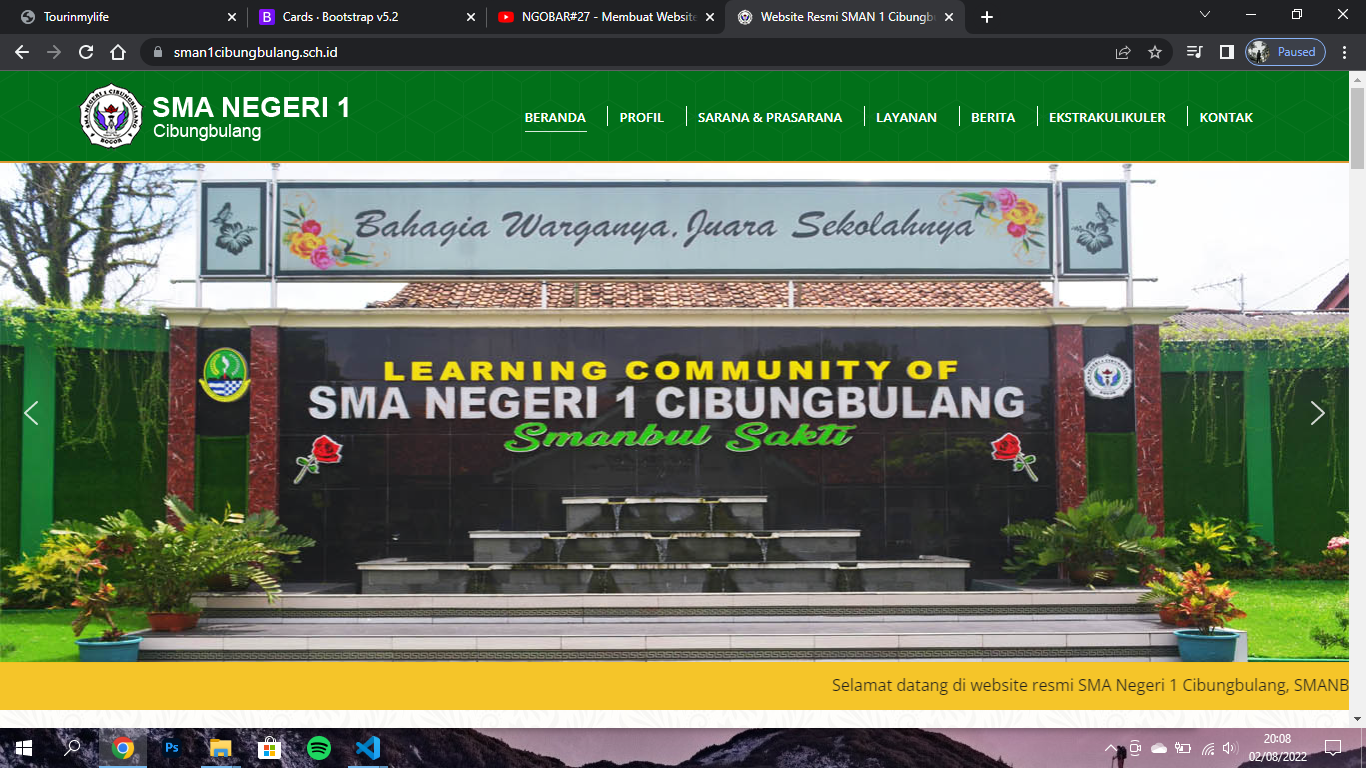 Tourinmylife
Cards · Bootstrap v5.2
NGOBAR#27 - Membuat Website
Website Resmi SMAN 1 Cibungb
sman1cibungbulang.sch.id
Paused
SMA NEGERI 1
Cibungbulang
BERANDA
PROFIL
SARANA & PRASARANA
LAYANAN
BERITA
EKSTRAKULIKULER
KONTAK
Bahagia Warganya, Juara Sekolahnya
LEARNING COMMUNITY OF
SMA NEGERI 1 CIBUNGBULANG
Smanbul Sakti
Selamat datang di website resmi SMA Negeri 1 Cibungbulang, SMANB
Ps
20:08
02/08/2022